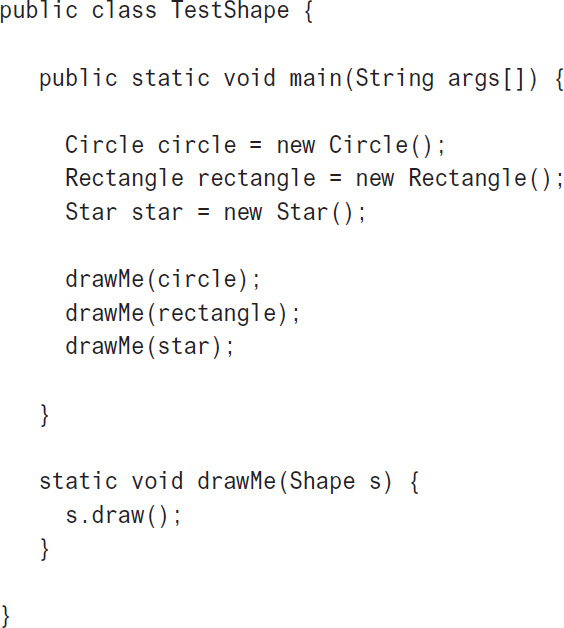 public class TestShape {
public static void main(String args[]) {
Circle circle = new Circle();
Rectangle rectangle = new Rectangle();
Star star = new Star();
drawMe(circle);
drawMe(rectangle);
drawMe(star);
}
static void drawMe(Shape s) {
s.draw();
}
}